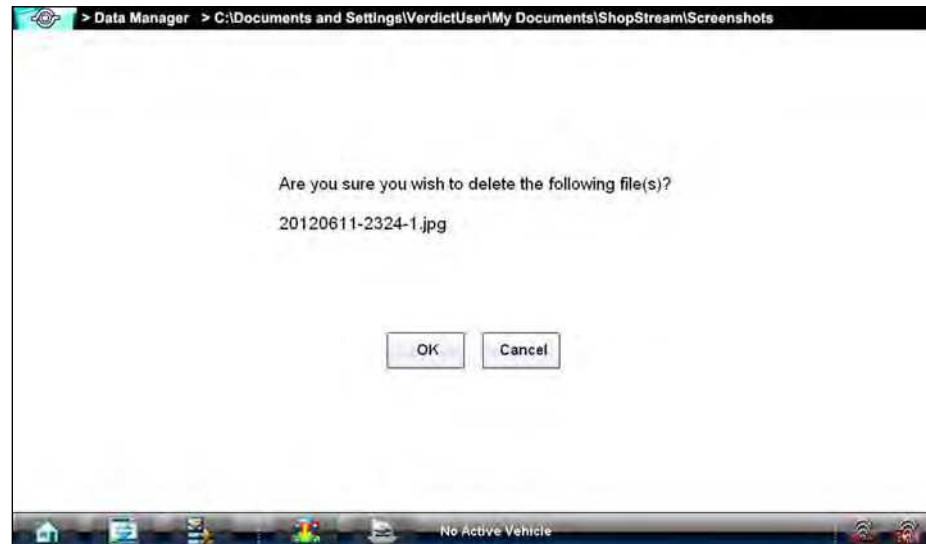 > Data Manager > C:\Documents and Settings\VerdictUser\My Documents\ShopStream\Screenshots
Are you sure you wish to delete the following file(s)?
20120611-2324-1.jpg
OK Cancel
No Active Vehicle